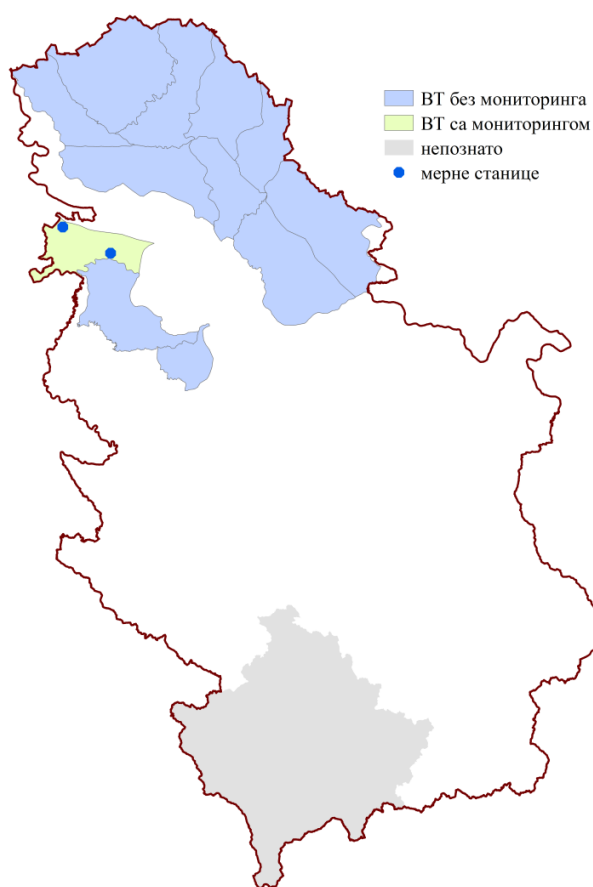 ВТ без мониторинга
ВТ са мониторингом
непознато
мерне станице